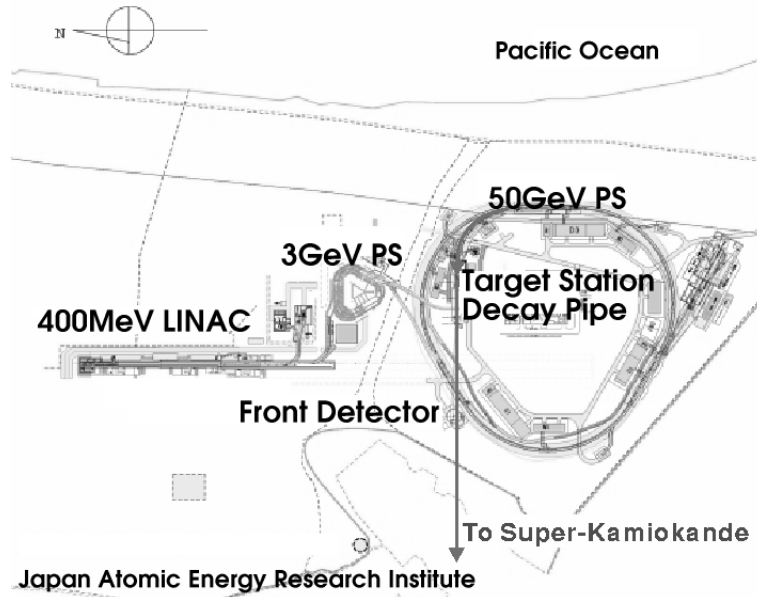 N
Pacific Ocean
50GeV PS
3GeV PS
Target Station
Decay Pipe
400MeV LINAC
Front Detector
To Super-Kamiokande
Japan Atomic Energy Research Institute